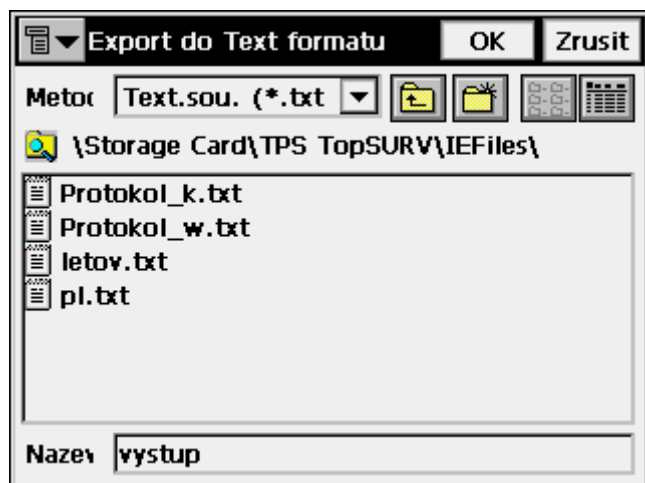 Export do Text formatu OK Zrusit
Metoc Text.sou. (*.txt
\Storage Card\TPS TopSURV\IEFiles\
Protokol_k.txt
Protokol_w.txt
letov.txt
pl.txt
Nazev vystup